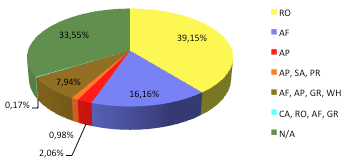 33,55%
39,15%
7,94%
16,16%
0,17%
0,98%
2,06%
RO
AF
AP
AP, SA, PR
AF, AP, GR, WH
CA, RO, AF, GR
N/A